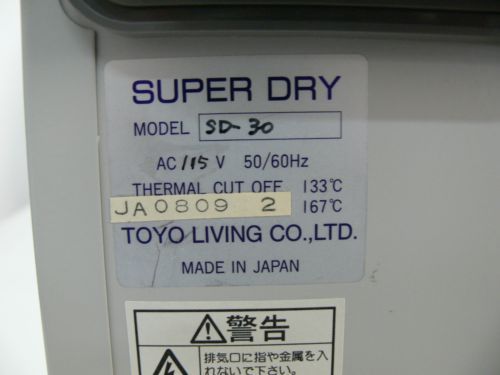 SUPER DRY
MODEL SD-30
AC 115 V 50/60Hz
THERMAL CUT OFF 133℃
JA0809 2 167℃
TOYO LIVING CO.,LTD.
MADE IN JAPAN
⚠警告
排気口に指や金属を入
れないで下さい。